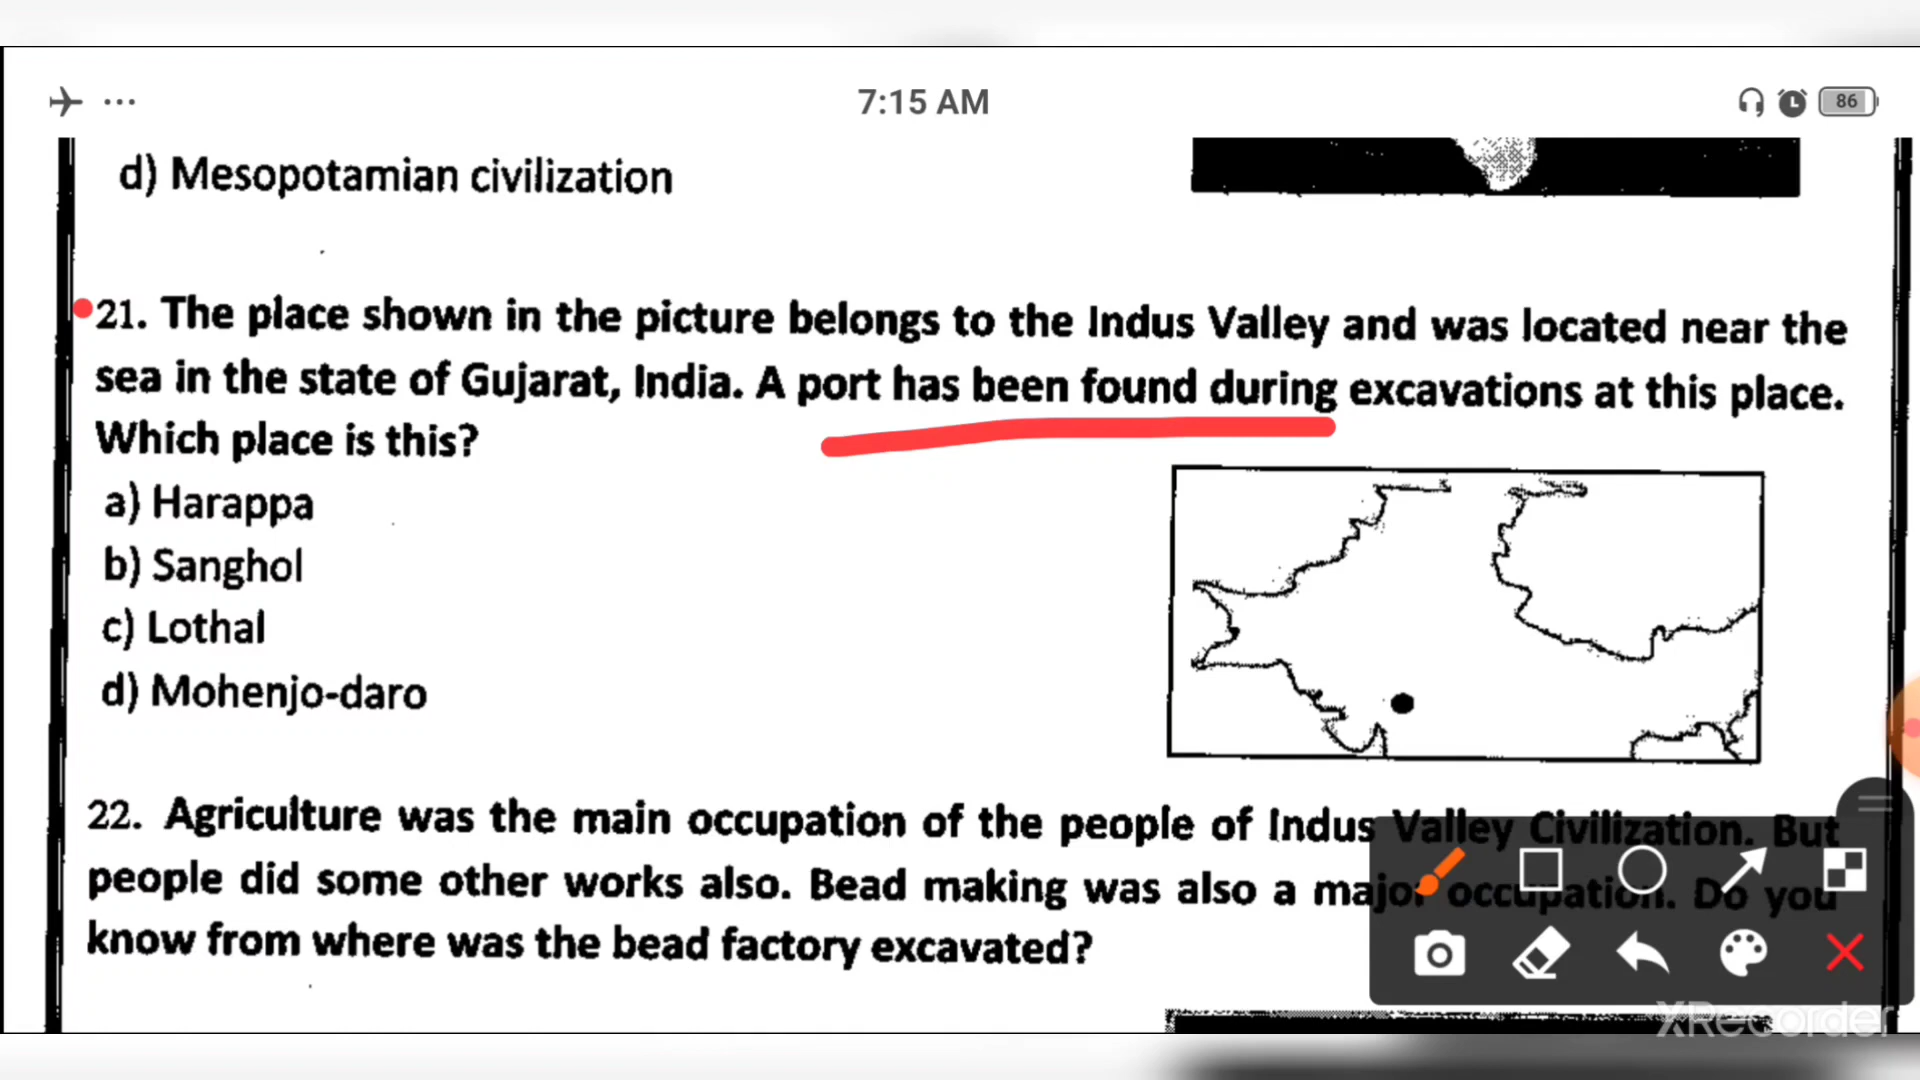 7:15 AM
86
d) Mesopotamian civilization
21. The place shown in the picture belongs to the Indus Valley and was located near the
sea in the state of Gujarat, India. A port has been found during excavations at this place.
Which place is this?
a) Harappa
b) Sanghol
c) Lothal
d) Mohenjo-daro
22. Agriculture was the main occupation of the people of Indus Valley Civilization. But
people did some other works also. Bead making was also a major occupation. Do you
know from where was the bead factory excavated?
XRecorder